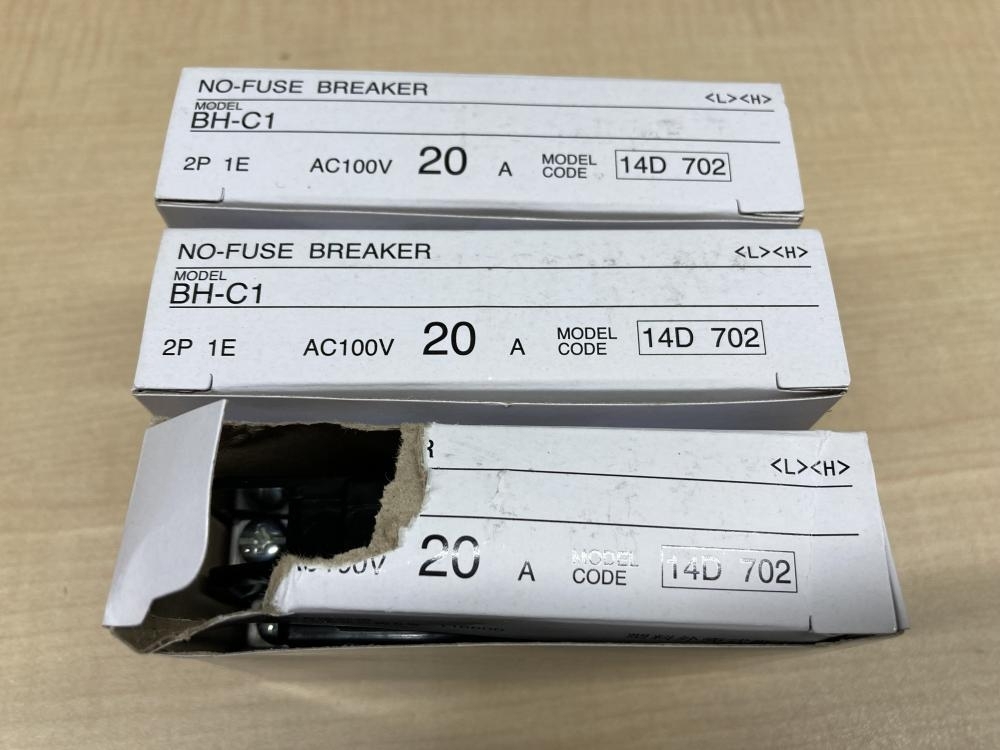 NO-FUSE BREAKER
<L><H>
MODEL
BH-C1
2P 1E AC100V 20 A MODEL CODE 14D 702
NO-FUSE BREAKER
<L><H>
MODEL
BH-C1
2P 1E AC100V 20 A MODEL CODE 14D 702
R
<L><H>
20 A MODEL CODE 14D 702